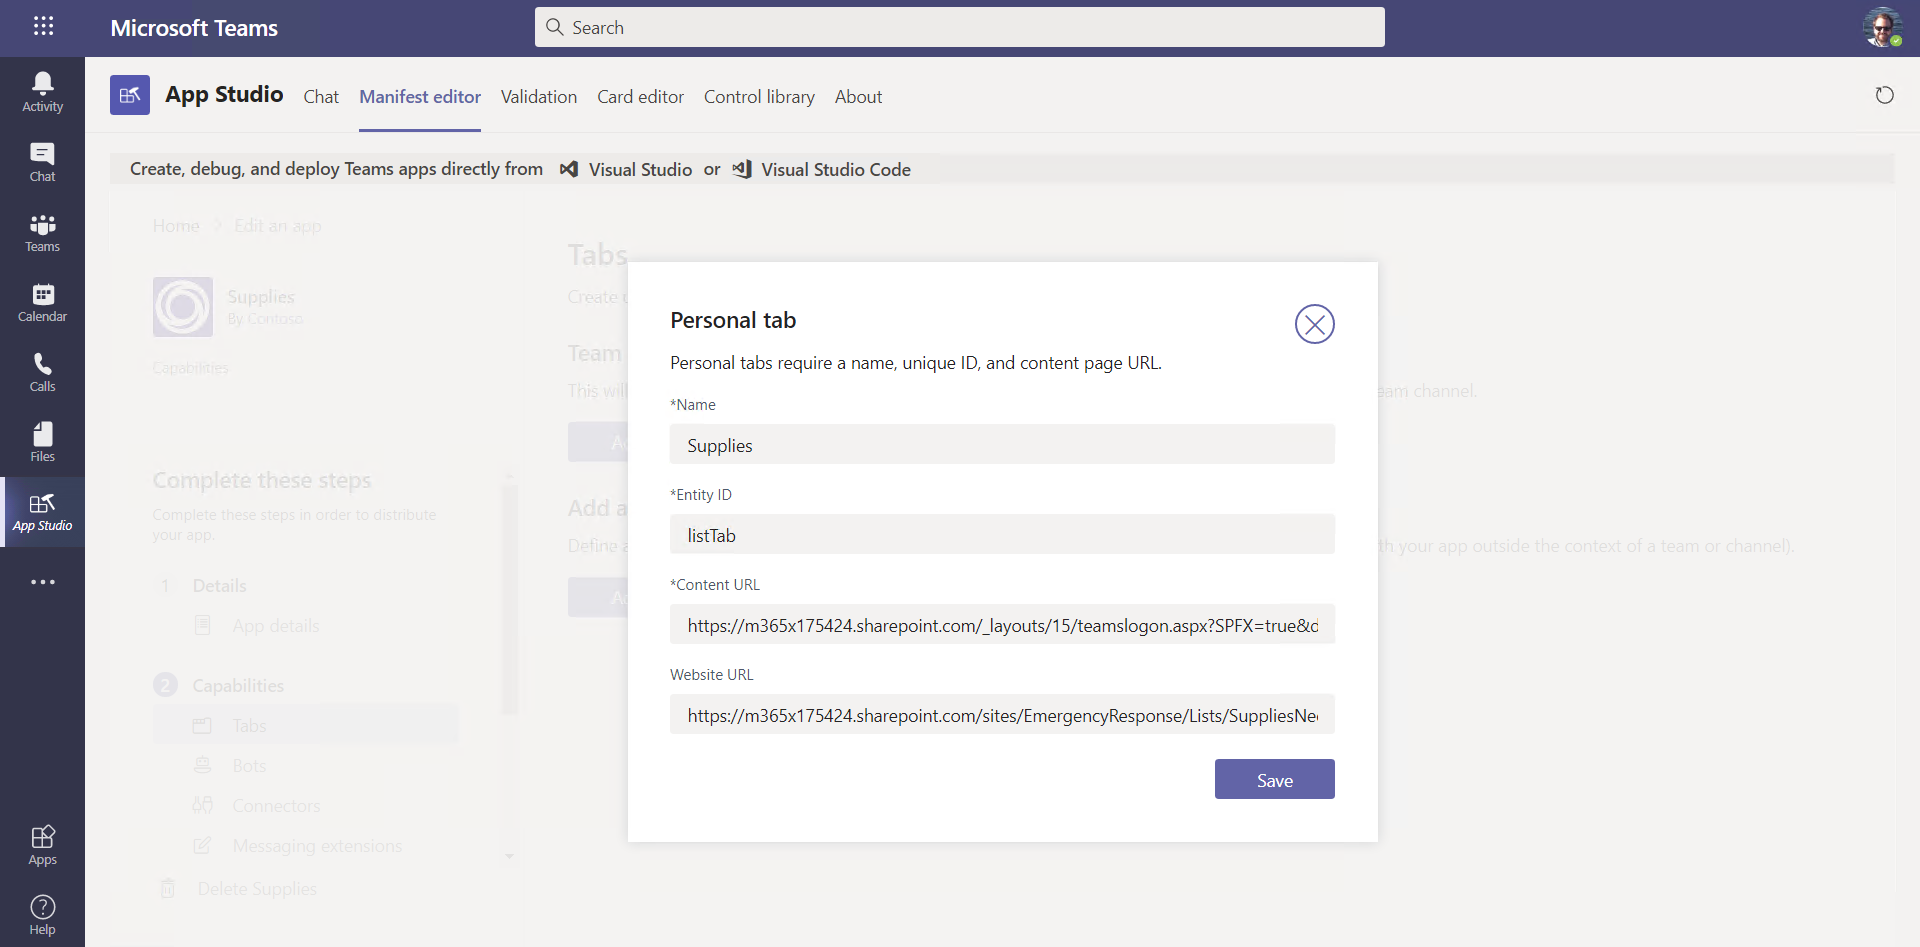 Microsoft Teams
Search
Activity
Chat
Teams
Calendar
Calls
Files
App Studio
Apps
Help
App Studio
Chat
Manifest editor
Validation
Card editor
Control library
About
Create, debug, and deploy Teams apps directly from Visual Studio or Visual Studio Code
Home Edit an app
Supplies
By Contoso
Capabilities
Complete these steps
Complete these steps in order to distribute
your app.
1 Details
App details
2 Capabilities
Tabs
Bots
Connectors
Messaging extensions
Delete Supplies
Tabs
Create
Team
This will
eam channel.
Add a
Define
th your app outside the context of a team or channel).
Personal tab
Personal tabs require a name, unique ID, and content page URL.
*Name
Supplies
*Entity ID
listTab
*Content URL
https://m365x175424.sharepoint.com/_layouts/15/teamslogon.aspx?SPFX=true&d
Website URL
https://m365x175424.sharepoint.com/sites/EmergencyResponse/Lists/SuppliesNe
Save